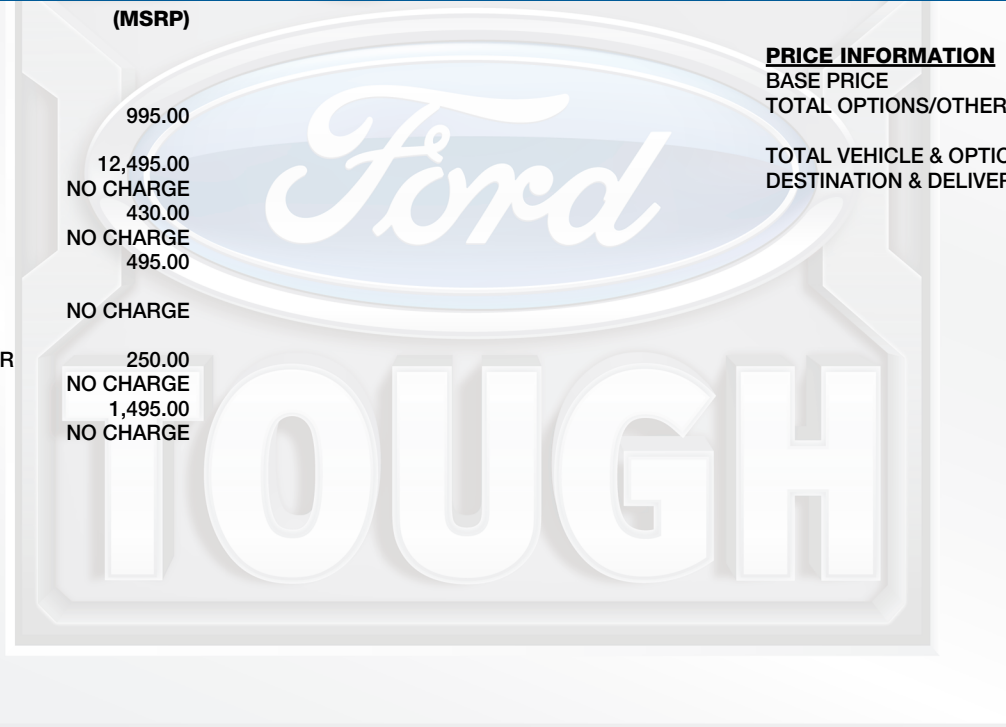 (MSRP)
995.00
12,495.00
NO CHARGE
430.00
NO CHARGE
495.00
NO CHARGE
R 250.00
NO CHARGE
1,495.00
NO CHARGE
PRICE INFORMATION
BASE PRICE
TOTAL OPTIONS/OTHER
TOTAL VEHICLE & OPTIO
DESTINATION & DELIVER
Ford
TOUGH